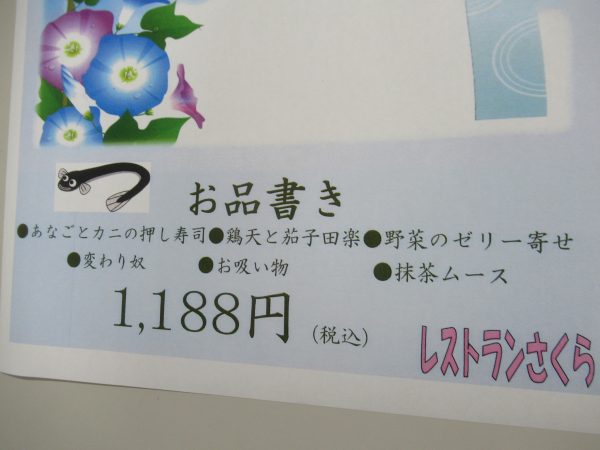 お品書き
●あなごとカニの押し寿司●鶏天と茄子田楽●野菜のゼリー寄せ
●変わり奴 ●お吸い物 ●抹茶ムース
1,188円 (税込)
レストランさくら